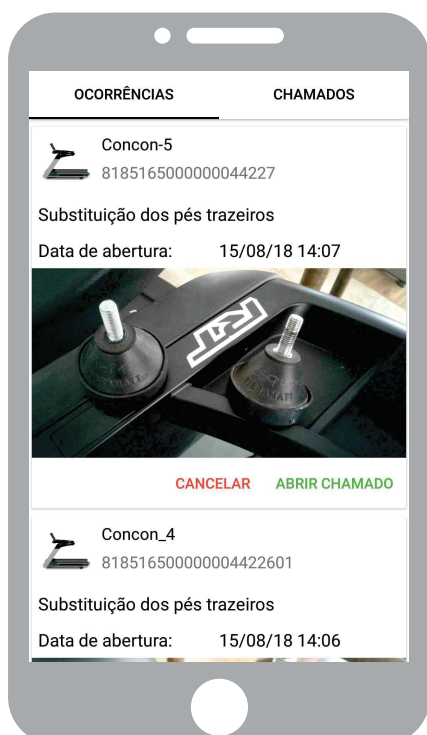 OCORRÊNCIAS CHAMADOS
Concon-5
8185165000000044227
Substituição dos pés trazeiros
Data de abertura: 15/08/18 14:07
CANCELAR ABRIR CHAMADO
Concon_4
818516500000004422601
Substituição dos pés trazeiros
Data de abertura: 15/08/18 14:06